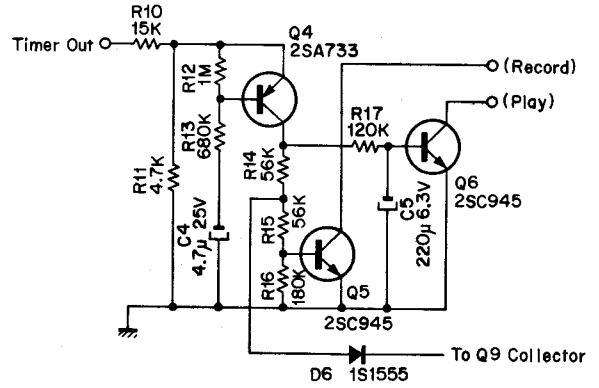 R10
15K
Timer Out
Q4
2SA733
R12
1M
(Record)
(Play)
R13
680K
R17
120K
R11
4.7K
R14
56K
Q6
2SC945
C4
4.7μ 25V
R15
56K
C5
220μ 6.3V
R16
180K
Q5
2SC945
D6 1S1555
To Q9 Collector